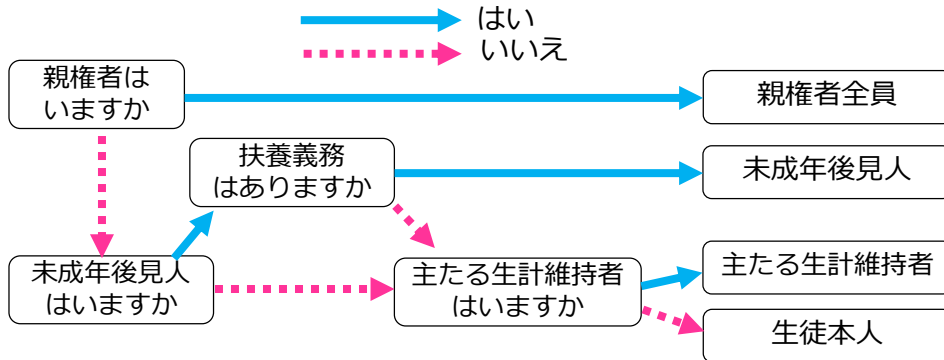 はい
いいえ
親権者は
いますか
親権者全員
扶養義務
はありますか
未成年後見人
未成年後見人
はいますか
主たる生計維持者
はいますか
主たる生計維持者
生徒本人